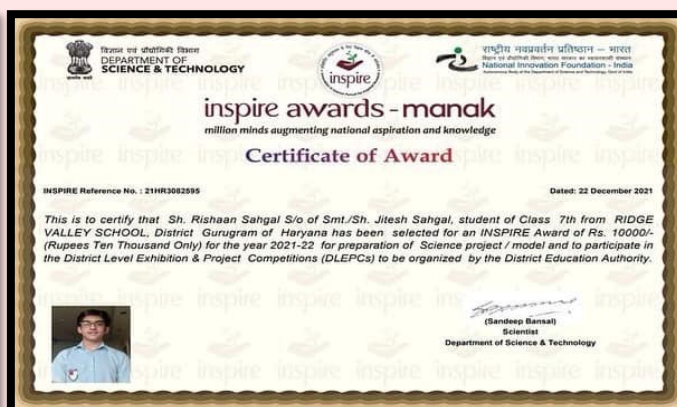 विज्ञान एवं प्रौद्योगिकी विभाग
DEPARTMENT OF
SCIENCE & TECHNOLOGY
inspire
राष्ट्रीय नवप्रवर्तन प्रतिष्ठान – भारत
National Innovation Foundation - India
inspire awards - manak
million minds augmenting national aspiration and knowledge
Certificate of Award
INSPIRE Reference No. : 21HR3082595
Dated: 22 December 2021
This is to certify that Sh. Rishaan Sahgal S/o of Smt./Sh. Jitesh Sahgal, student of Class 7th from RIDGE
VALLEY SCHOOL, District Gurugram of Haryana has been selected for an INSPIRE Award of Rs. 10000/-
(Rupees Ten Thousand Only) for the year 2021-22 for preparation of Science project / model and to participate in
the District Level Exhibition & Project Competitions (DLEPCs) to be organized by the District Education Authority.
(Sandeep Bansal)
Scientist
Department of Science & Technology